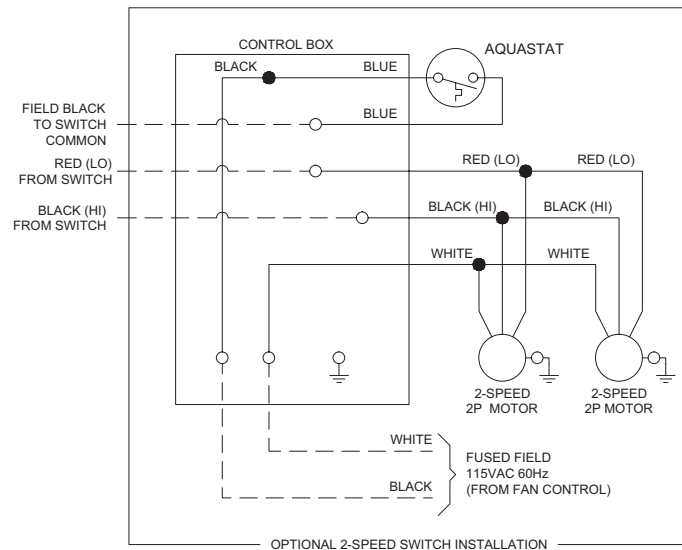 CONTROL BOX
AQUASTAT
BLACK
BLUE
FIELD BLACK
TO SWITCH
COMMON
BLUE
RED (LO)
FROM SWITCH
RED (LO)
RED (LO)
BLACK (HI)
FROM SWITCH
BLACK (HI)
BLACK (HI)
WHITE
WHITE
2-SPEED
2P MOTOR
2-SPEED
2P MOTOR
WHITE
BLACK
FUSED FIELD
115VAC 60Hz
(FROM FAN CONTROL)
OPTIONAL 2-SPEED SWITCH INSTALLATION